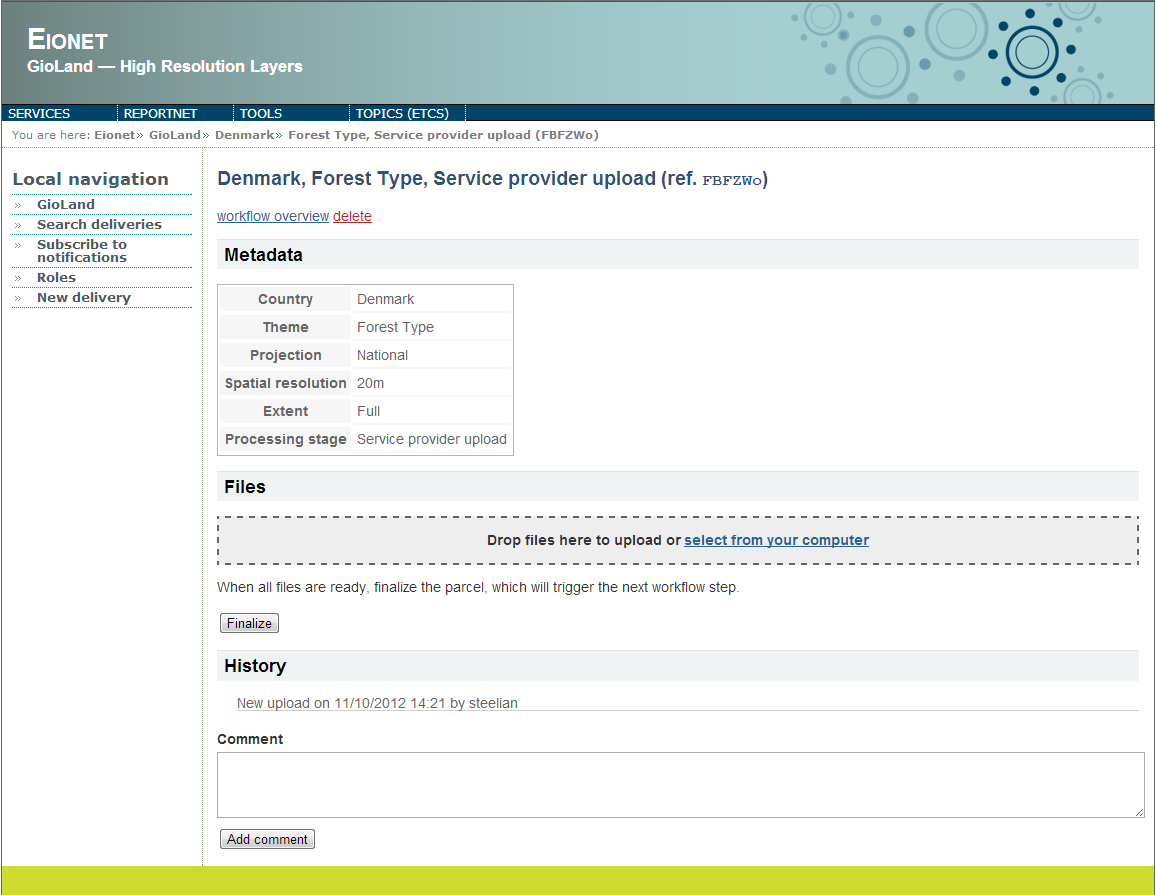 EIONET
GioLand — High Resolution Layers
SERVICES REPORTNET TOOLS TOPICS (ETCS)
You are here: Eionet» GioLand» Denmark» Forest Type, Service provider upload (FBFZWo)
Local navigation
» GioLand
» Search deliveries
» Subscribe to
notifications
» Roles
» New delivery
Denmark, Forest Type, Service provider upload (ref. FBFZWo)
workflow overview delete
Metadata
Country Denmark
Theme Forest Type
Projection National
Spatial resolution 20m
Extent Full
Processing stage Service provider upload
Files
Drop files here to upload or select from your computer
When all files are ready, finalize the parcel, which will trigger the next workflow step.
Finalize
History
New upload on 11/10/2012 14:21 by steelian
Comment
Add comment